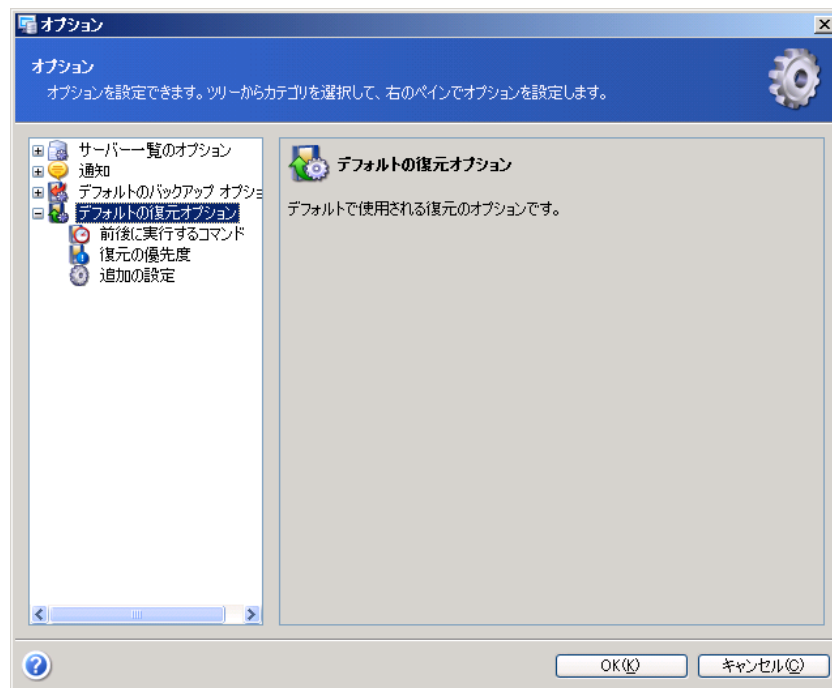 オプション
オプション
オプションを設定できます。ツリーからカテゴリを選択して、右のペインでオプションを設定します。
サーバー一覧のオプション
通知
デフォルトのバックアップ オプショ
デフォルトの復元オプション
前後に実行するコマンド
復元の優先度
追加の設定
デフォルトの復元オプション
デフォルトで使用される復元のオプションです。
OK(K)
キャンセル(C)